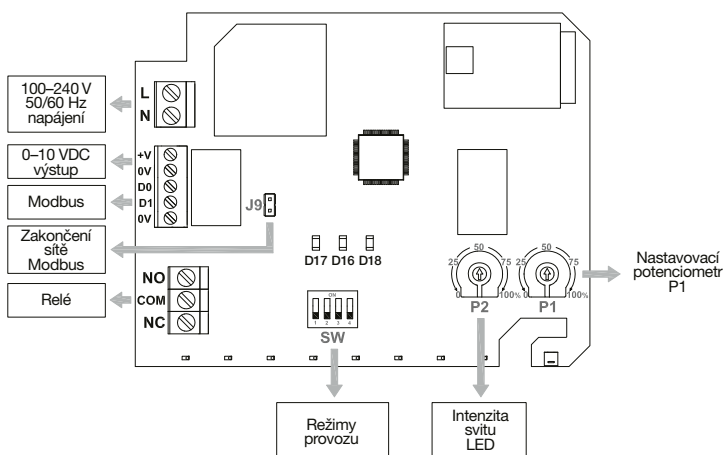 100–240 V
50/60 Hz
napájení
L
N
0–10 VDC
výstup
+V
0V
D0
D1
0V
Modbus
J9
Zakončení
sítě
Modbus
D17 D16 D18
NO
COM
NC
Relé
ON
1 2 3 4
SW
0 25 50 75 100%
P2
0 25 50 75 100%
P1
Nastavovací
potenciometr
P1
Režimy
provozu
Intenzita
svitu
LED